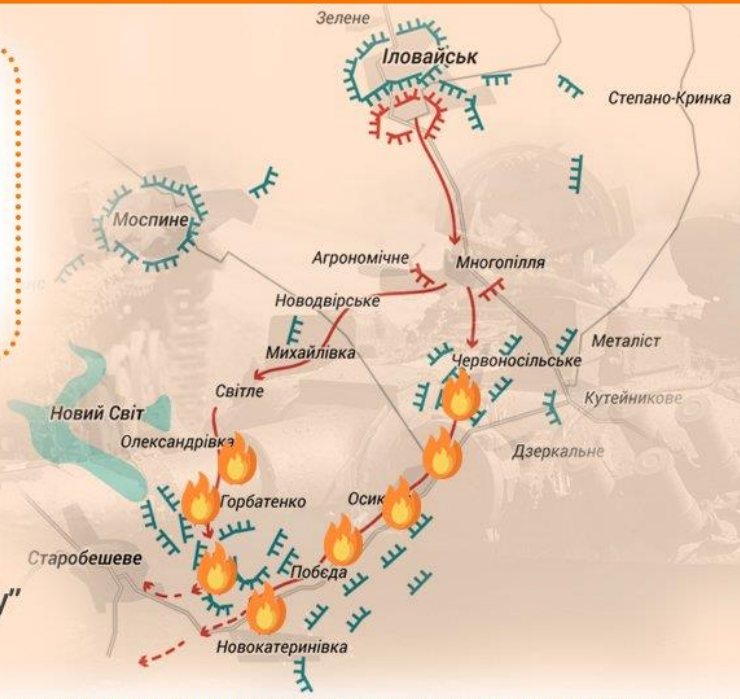 Зелене
Іловайськ
Степано-Кринка
Моспине
Агрономічне
Многопілля
Новодвірське
Михайлівка
Металіст
Червоносільське
Світле
Кутейникове
Новий Світ
Олександрівка
Дзеркальне
Горбатенко
Осик
Старобешеве
Побєда
Новокатеринівка